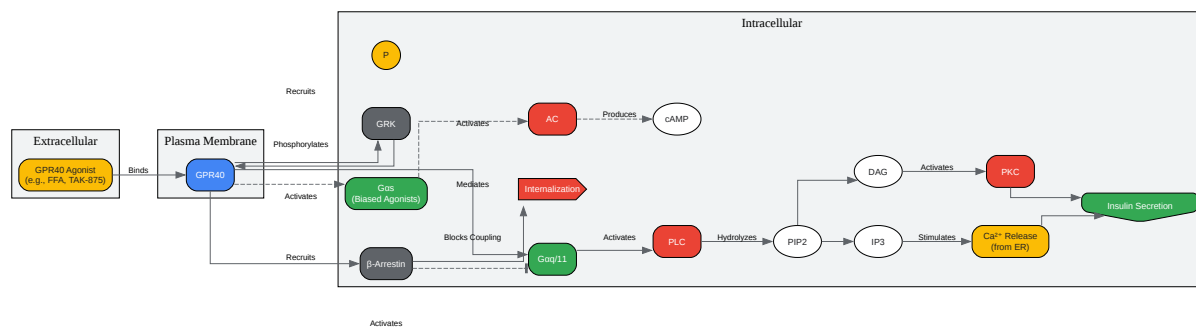 Intracellular
P
Recruits
GRK
Activates
AC
Produces
cAMP
Extracellular
Plasma Membrane
Phosphorylates
GPR40 Agonist
(e.g., FFA, TAK-875)
Binds
GPR40
Activates
Gαs
(Biased Agonists)
Mediates
Internalization
DAG
Activates
PKC
Insulin Secretion
Blocks Coupling
Recruits
β-Arrestin
Gαq/11
Activates
PLC
Hydrolyzes
PIP2
IP3
Stimulates
Ca²⁺ Release
(from ER)
Activates